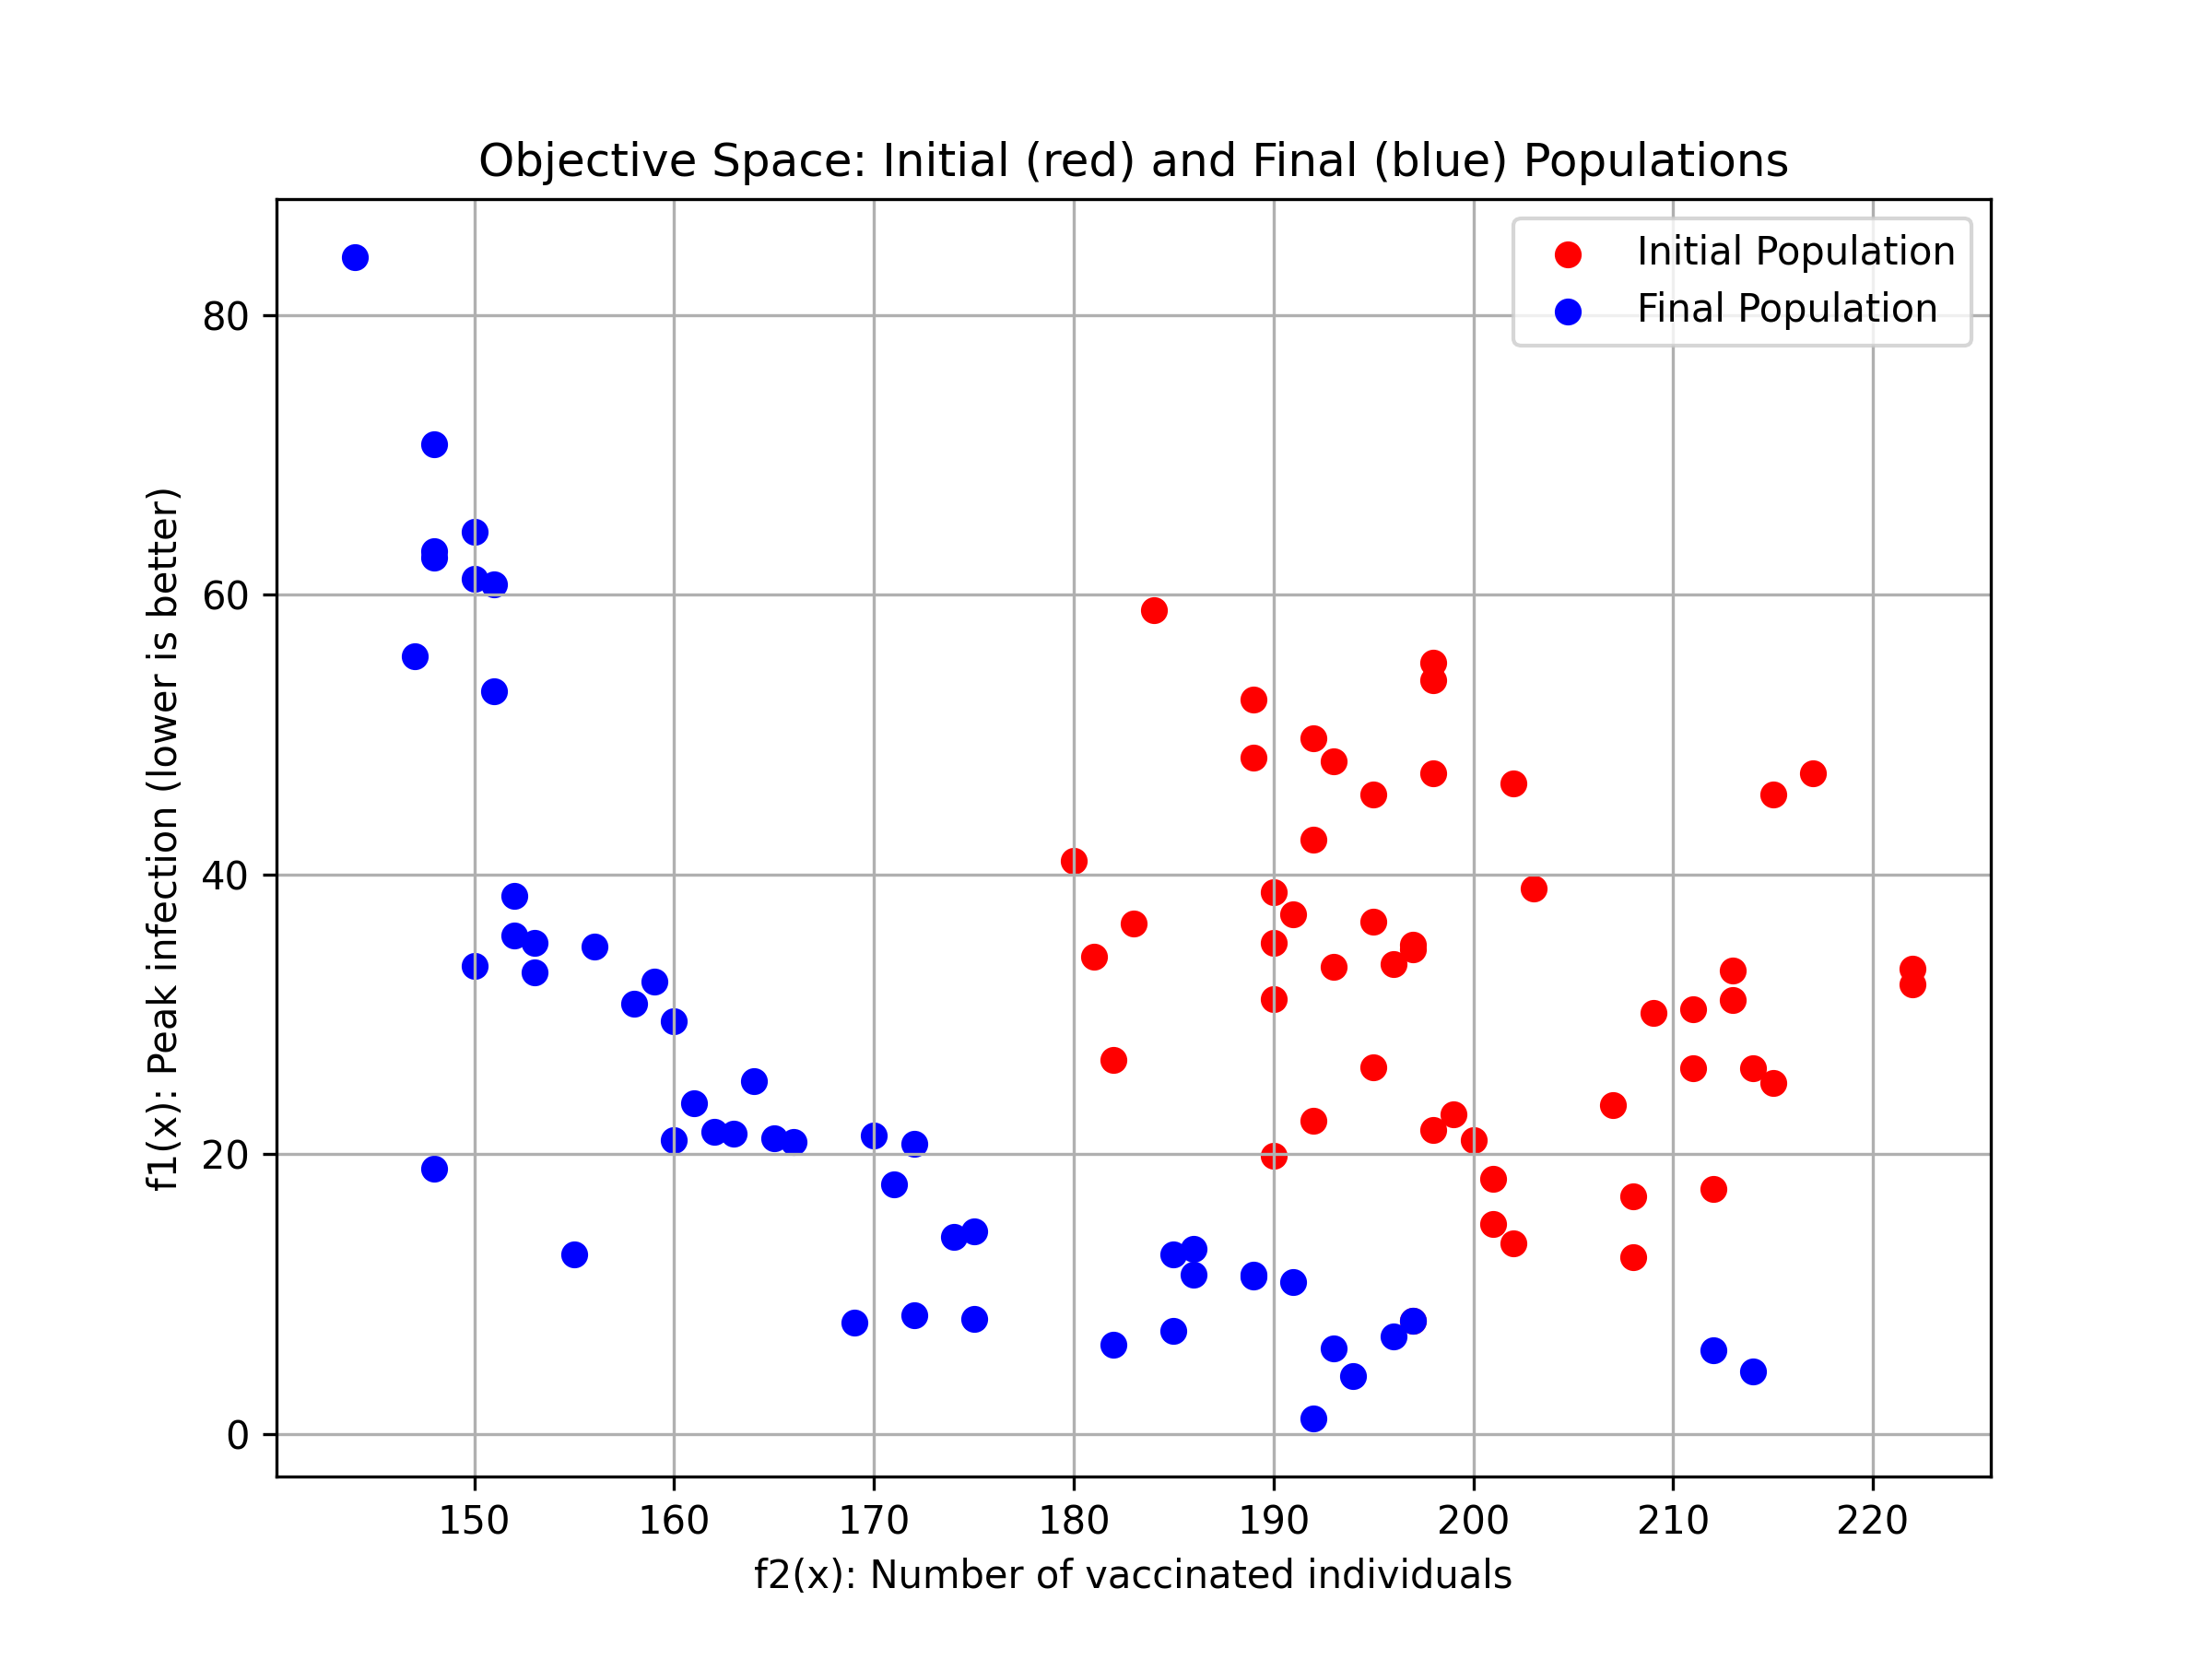 Objective Space: Initial (red) and Final (blue) Populations
Initial Population
Final Population
f1(x): Peak infection (lower is better)
80
60
40
20
0
150 160 170 180 190 200 210 220
f2(x): Number of vaccinated individuals